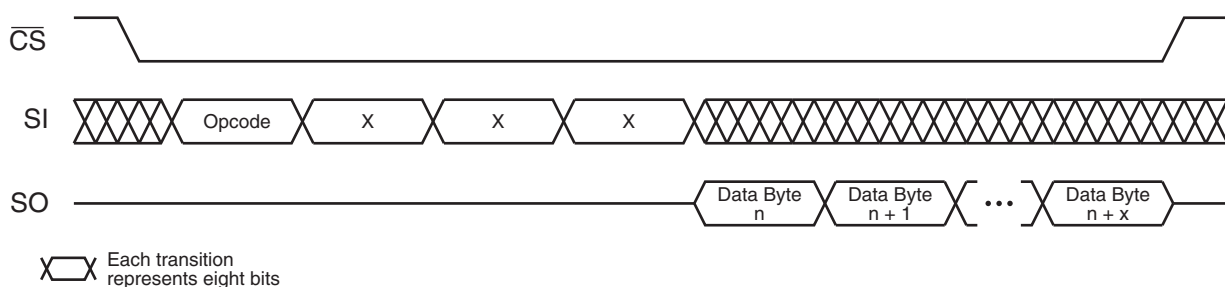 CS
SI
Opcode X X X
SO
Data Byte n
Data Byte n + 1
•••
Data Byte n + x
Each transition
represents eight bits